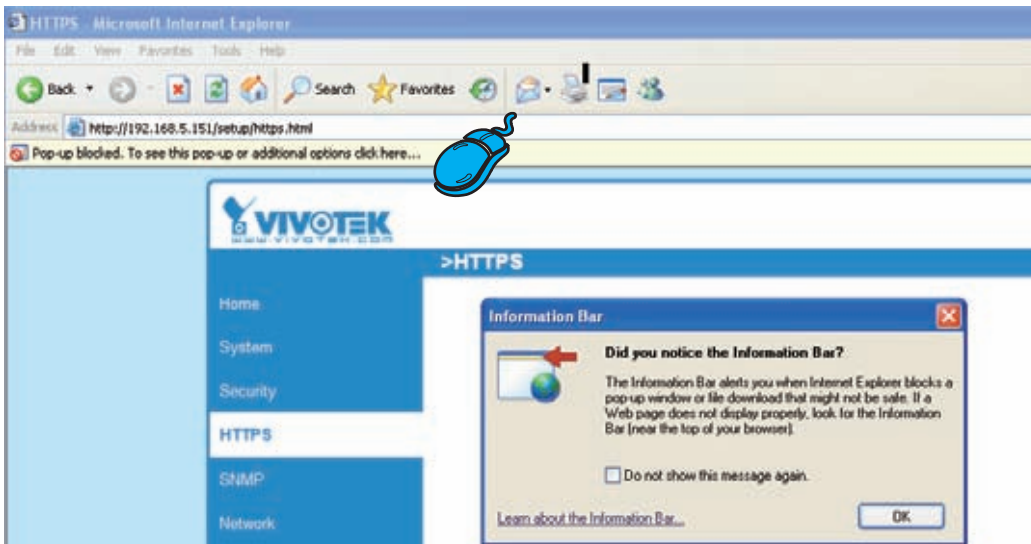 HTTPS - Microsoft Internet Explorer
File Edit View Favorites Tools Help
Back Search Favorites
Address http://192.168.5.151/setup/https.html
Pop-up blocked. To see this pop-up or additional options click here...
VIVOTEK
WWW.VIVOTEK.COM
>HTTPS
Home
System
Security
HTTPS
SNMP
Network
Information Bar
Did you notice the Information Bar?
The Information Bar alerts you when Internet Explorer blocks a
pop-up window or file download that might not be safe. If a
Web page does not display properly, look for the Information
Bar (near the top of your browser).
Do not show this message again.
Learn about the Information Bar...
OK